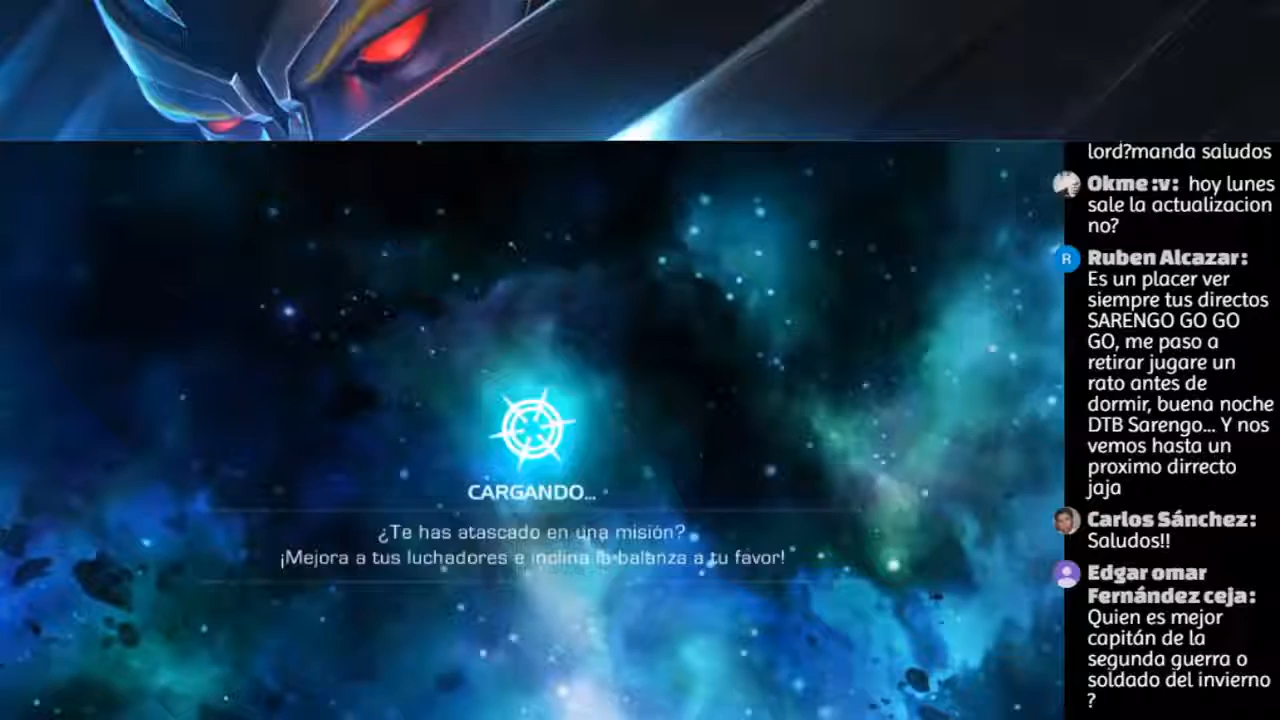 CARGANDO...
¿Te has atascado en una misión?
¡Mejora a tus luchadores e inclina la balanza a tu favor!
lord?manda saludos
Okme :v: hoy lunes
sale la actualizacion
no?
R
Ruben Alcazar:
Es un placer ver
siempre tus directos
SARENGO GO GO
GO, me paso a
retirar jugare un
rato antes de
dormir, buena noche
DTB Sarengo... Y nos
vemos hasta un
proximo dirrecto
jaja
Carlos Sánchez:
Saludos!!
Edgar omar
Fernández ceja:
Quien es mejor
capitán de la
segunda guerra o
soldado del invierno
?